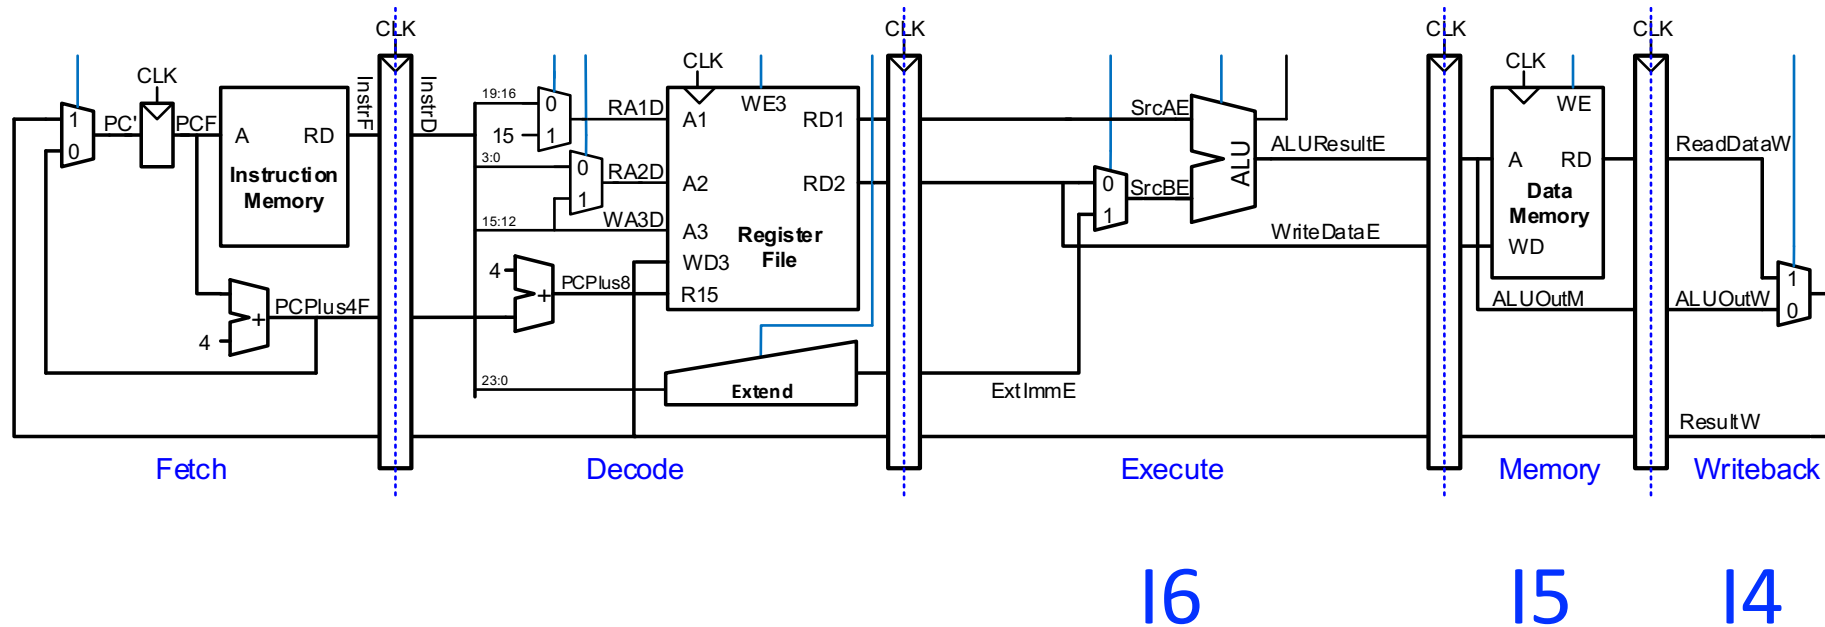 CLK CLK CLK CLK
CLK CLK CLK
1
0
PC'
PCF
A RD
Instruction
Memory
InstrF
InstrD
4
+
PCPlus4F
19:16
15
0
1
RA1D
3:0
0
1
RA2D
15:12
WA3D
4
+
PCPlus8
23:0
WE3
A1 RD1
A2 RD2
A3
WD3
R15
Register
File
Extend
SrcAE
0
1
SrcBE
ALU
ALUResultE
WriteDataE
ExtImmE
WE
A RD
Data
Memory
WD
ALUOutM
ReadDataW
ALUOutW
1
0
ResultW
Fetch Decode Execute Memory Writeback
I6 I5 I4